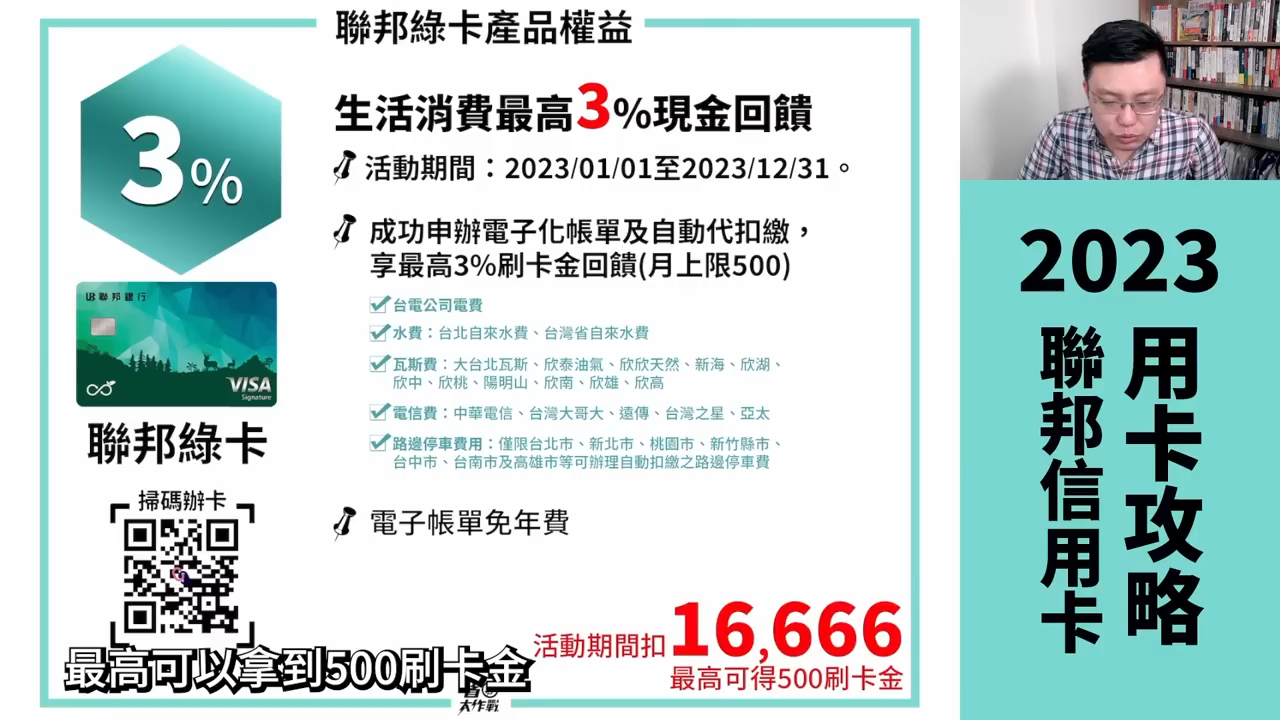 聯邦綠卡產品權益
3%
生活消費最高3%現金回饋
活動期間：2023/01/01至2023/12/31。
成功申辦電子化帳單及自動代扣繳，
享最高3%刷卡金回饋(月上限500)
台電公司電費
水費：台北自來水費、台灣省自來水費
瓦斯費：大台北瓦斯、欣泰油氣、欣欣天然、新海、欣湖、
欣中、欣桃、陽明山、欣南、欣雄、欣高
電信費：中華電信、台灣大哥大、遠傳、台灣之星、亞太
路邊停車費用：僅限台北市、新北市、桃園市、新竹縣市、
台中市、台南市及高雄市等可辦理自動扣繳之路邊停車費
電子帳單免年費
聯邦銀行
VISA
Signature
聯邦綠卡
掃碼辦卡
活動期間扣16,666
最高可得500刷卡金
最高可以拿到500刷卡金
大作戰
2023
用卡攻略
聯邦信用卡